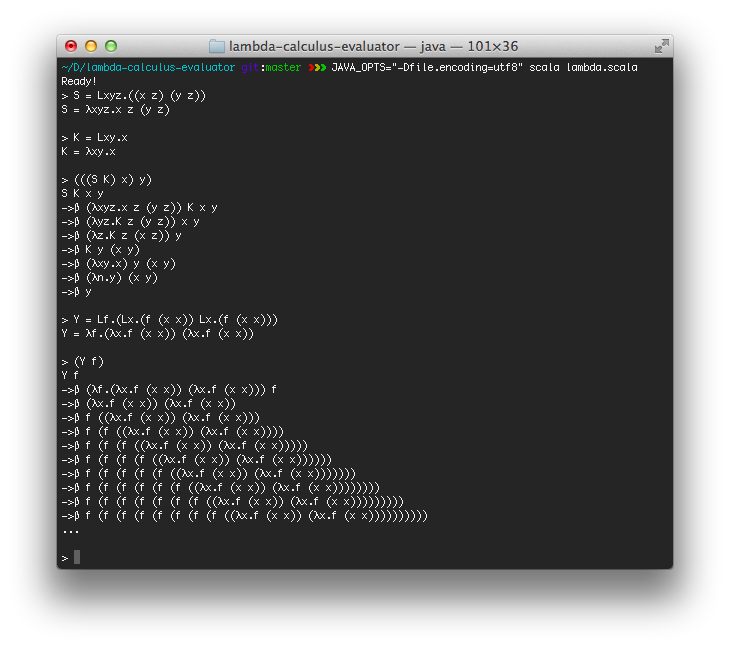 lambda-calculus-evaluator — java — 101×36
~/D/lambda-calculus-evaluator git:master ❯❯❯ JAVA_OPTS="-Dfile.encoding=utf8" scala lambda.scala
Ready!
> S = Lxyz.((x z) (y z))
S = λxyz.x z (y z)
> K = Lxy.x
K = λxy.x
> (((S K) x) y)
S K x y
->β (λxyz.x z (y z)) K x y
->β (λyz.K z (y z)) x y
->β (λz.K z (x z)) y
->β K y (x y)
->β (λxy.x) y (x y)
->β (λn.y) (x y)
->β y
> Y = Lf.(Lx.(f (x x)) Lx.(f (x x)))
Y = λf.(λx.f (x x)) (λx.f (x x))
> (Y f)
Y f
->β (λf.(λx.f (x x)) (λx.f (x x))) f
->β (λx.f (x x)) (λx.f (x x))
->β f ((λx.f (x x)) (λx.f (x x)))
->β f (f ((λx.f (x x)) (λx.f (x x))))
->β f (f (f ((λx.f (x x)) (λx.f (x x)))))
->β f (f (f (f ((λx.f (x x)) (λx.f (x x))))))
->β f (f (f (f (f ((λx.f (x x)) (λx.f (x x)))))))
->β f (f (f (f (f (f ((λx.f (x x)) (λx.f (x x))))))))
->β f (f (f (f (f (f (f ((λx.f (x x)) (λx.f (x x)))))))))
->β f (f (f (f (f (f (f (f ((λx.f (x x)) (λx.f (x x))))))))))
...
>